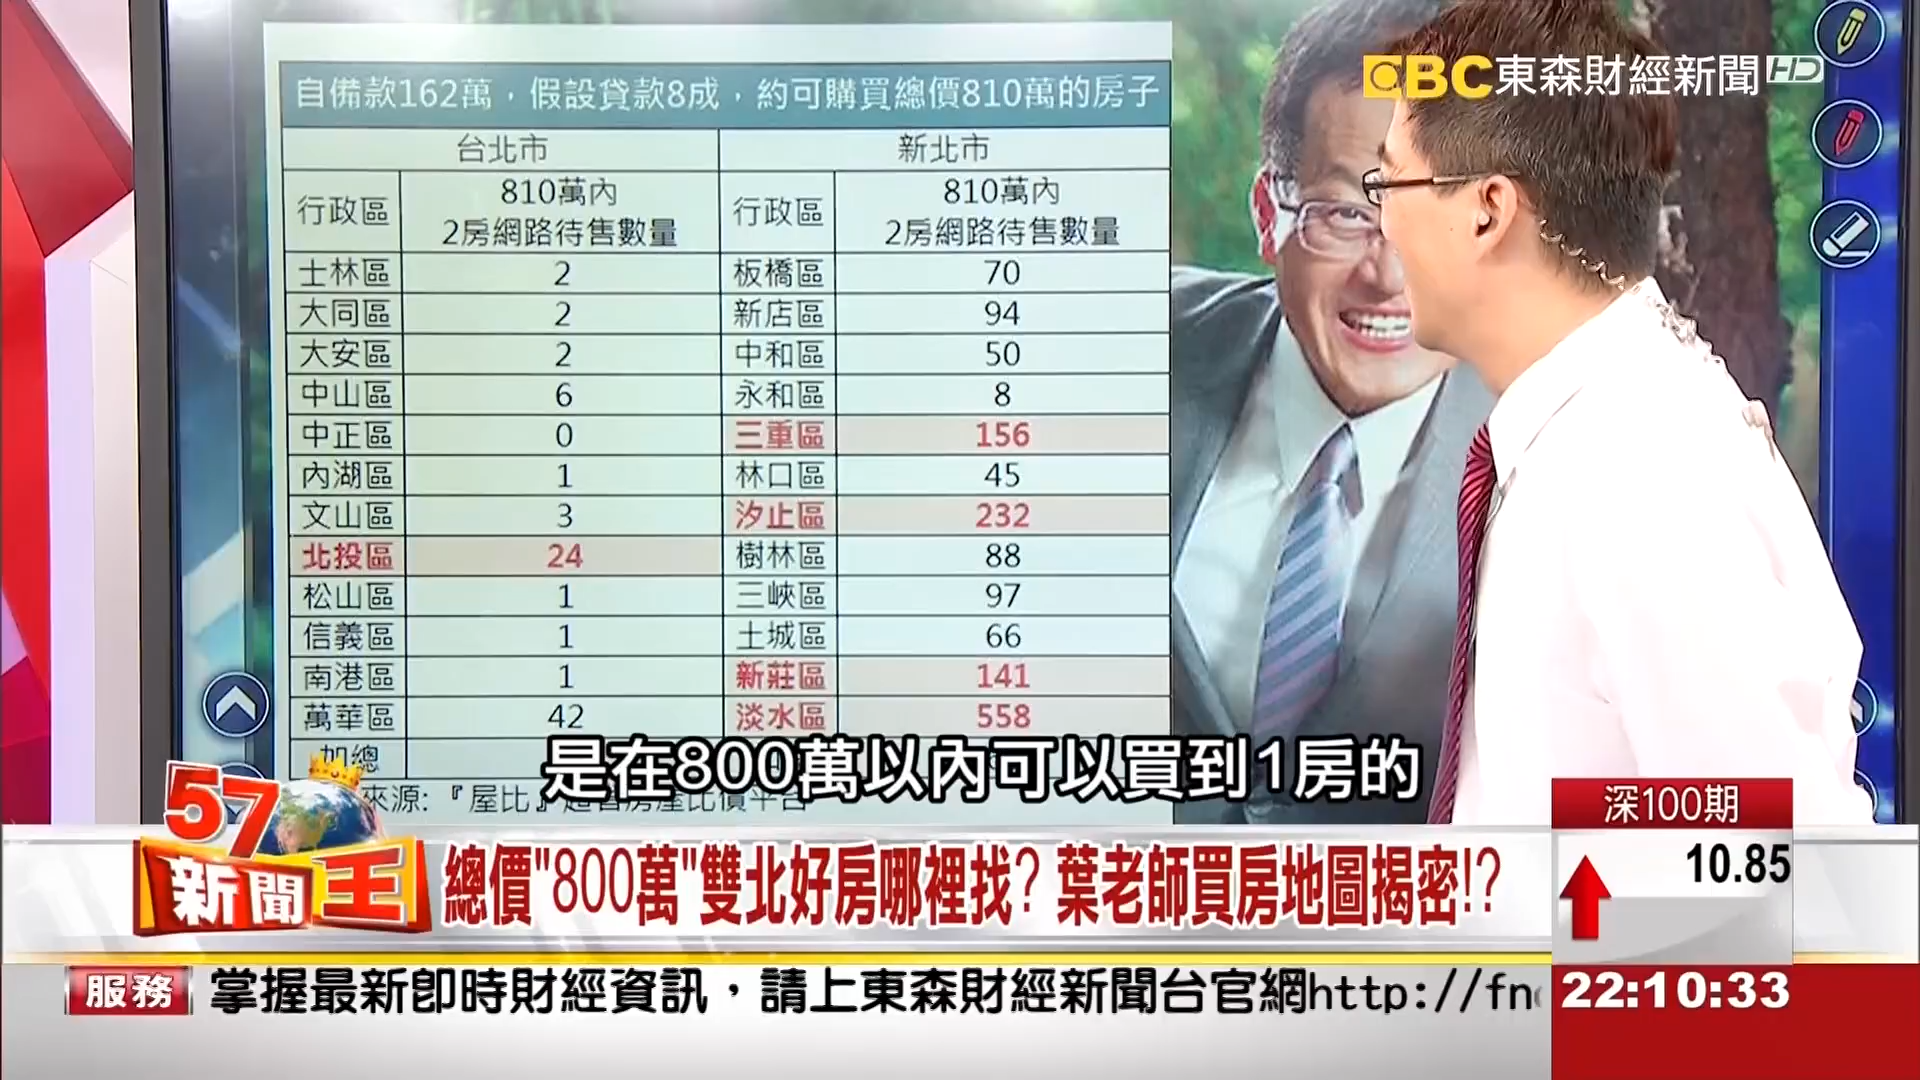 EBC東森財經新聞HD
自備款162萬，假設貸款8成，約可購買總價810萬的房子
台北市 新北市
行政區 810萬內 2房網路待售數量 行政區 810萬內 2房網路待售數量
士林區 2 板橋區 70
大同區 2 新店區 94
大安區 2 中和區 50
中山區 6 永和區 8
中正區 0 三重區 156
內湖區 1 林口區 45
文山區 3 汐止區 232
北投區 24 樹林區 88
松山區 1 三峽區 97
信義區 1 土城區 66
南港區 1 新莊區 141
萬華區 42 淡水區 558
加總
來源:『屋比』超省房屋比價平台
是在800萬以內可以買到1房的
57新聞王
總價"800萬"雙北好房哪裡找? 葉老師買房地圖揭密!?
深100期
10.85
服務 掌握最新即時財經資訊，請上東森財經新聞台官網http://fn
22:10:33